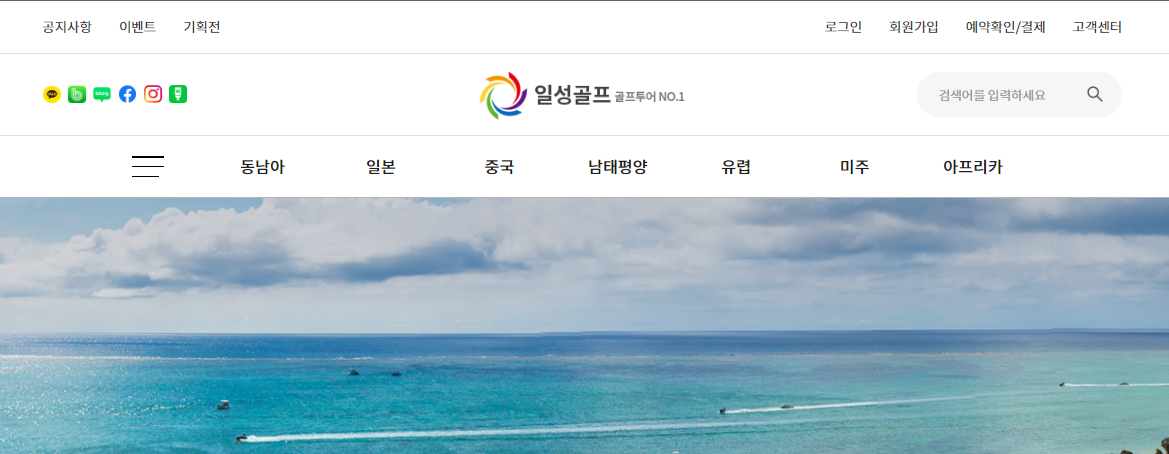 공지사항 이벤트 기획전 로그인 회원가입 예약확인/결제 고객센터
TALK blog 일성골프 골프투어 NO.1 검색어를 입력하세요
동남아 일본 중국 남태평양 유럽 미주 아프리카